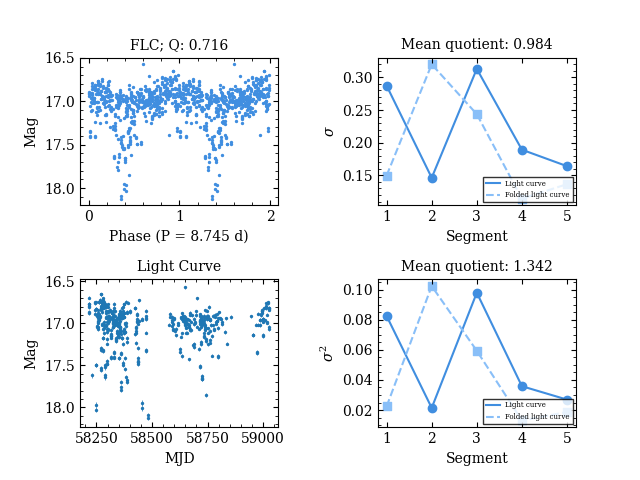 FLC; Q: 0.716
Mag
16.5
17.0
17.5
18.0
0
1
2
Phase (P = 8.745 d)
Mean quotient: 0.984
σ
0.30
0.25
0.20
0.15
1
2
3
4
5
Segment
Light curve
Folded light curve
Light Curve
Mag
16.5
17.0
17.5
18.0
58250
58500
58750
59000
MJD
Mean quotient: 1.342
σ²
0.10
0.08
0.06
0.04
0.02
1
2
3
4
5
Segment
Light curve
Folded light curve